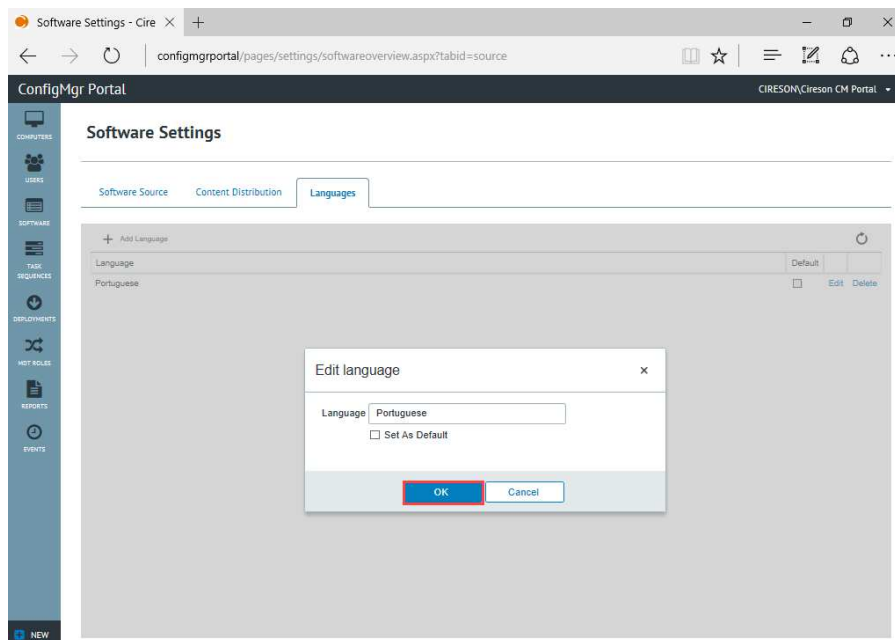 Software Settings - Cire
configmgrportal/pages/settings/softwareoverview.aspx?tabid=source
ConfigMgr Portal
CIRESON\Cireson CM Portal
COMPUTERS
USERS
SOFTWARE
TASK
SEQUENCES
DEPLOYMENTS
MDT ROLES
REPORTS
EVENTS
NEW
Software Settings
Software Source Content Distribution Languages
Add Language
Language Default
Portuguese Edit Delete
Edit language
Language Portuguese
Set As Default
OK Cancel